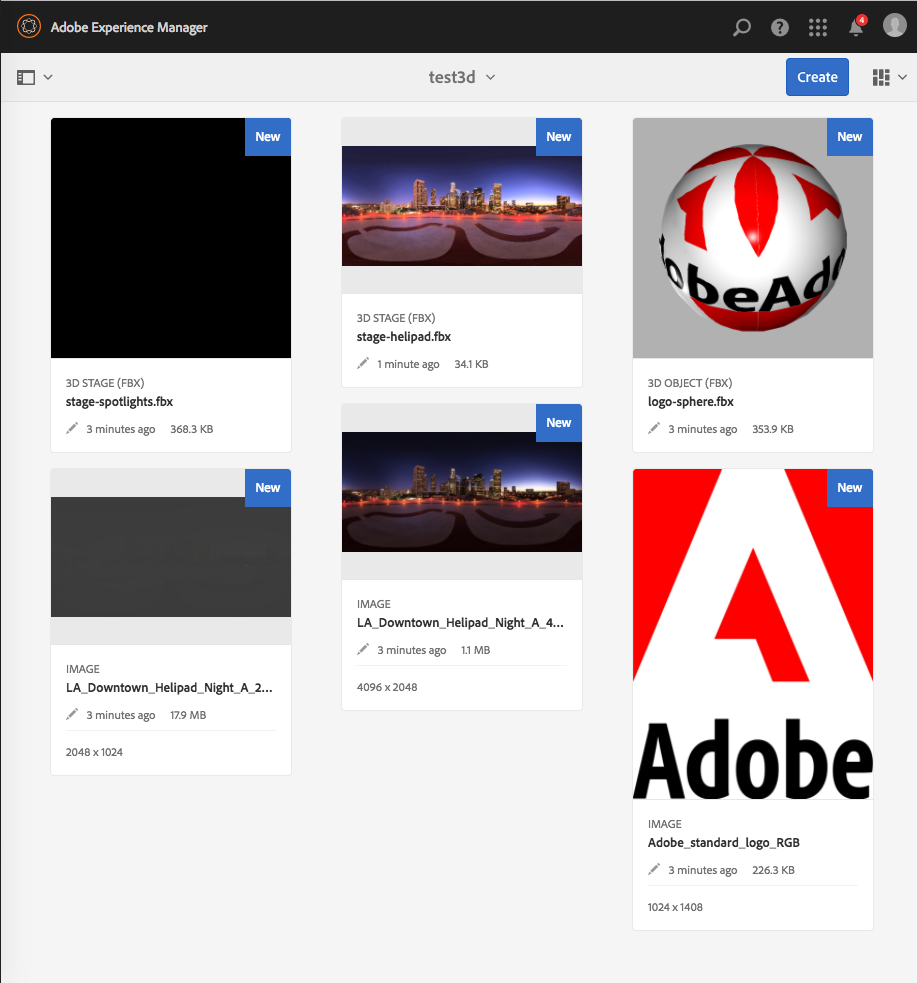 Adobe Experience Manager
4
test3d
Create
New
3D STAGE (FBX)
stage-spotlights.fbx
3 minutes ago 368.3 KB
New
IMAGE
LA_Downtown_Helipad_Night_A_2...
3 minutes ago 17.9 MB
2048 x 1024
New
3D STAGE (FBX)
stage-helipad.fbx
1 minute ago 34.1 KB
New
IMAGE
LA_Downtown_Helipad_Night_A_4...
3 minutes ago 1.1 MB
4096 x 2048
New
obeAdo
3D OBJECT (FBX)
logo-sphere.fbx
3 minutes ago 353.9 KB
New
Adobe
IMAGE
Adobe_standard_logo_RGB
3 minutes ago 226.3 KB
1024 x 1408